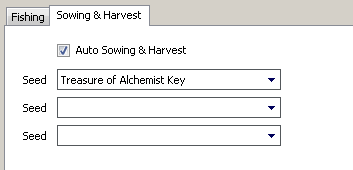 Fishing Sowing & Harvest
Auto Sowing & Harvest
Seed Treasure of Alchemist Key
Seed
Seed